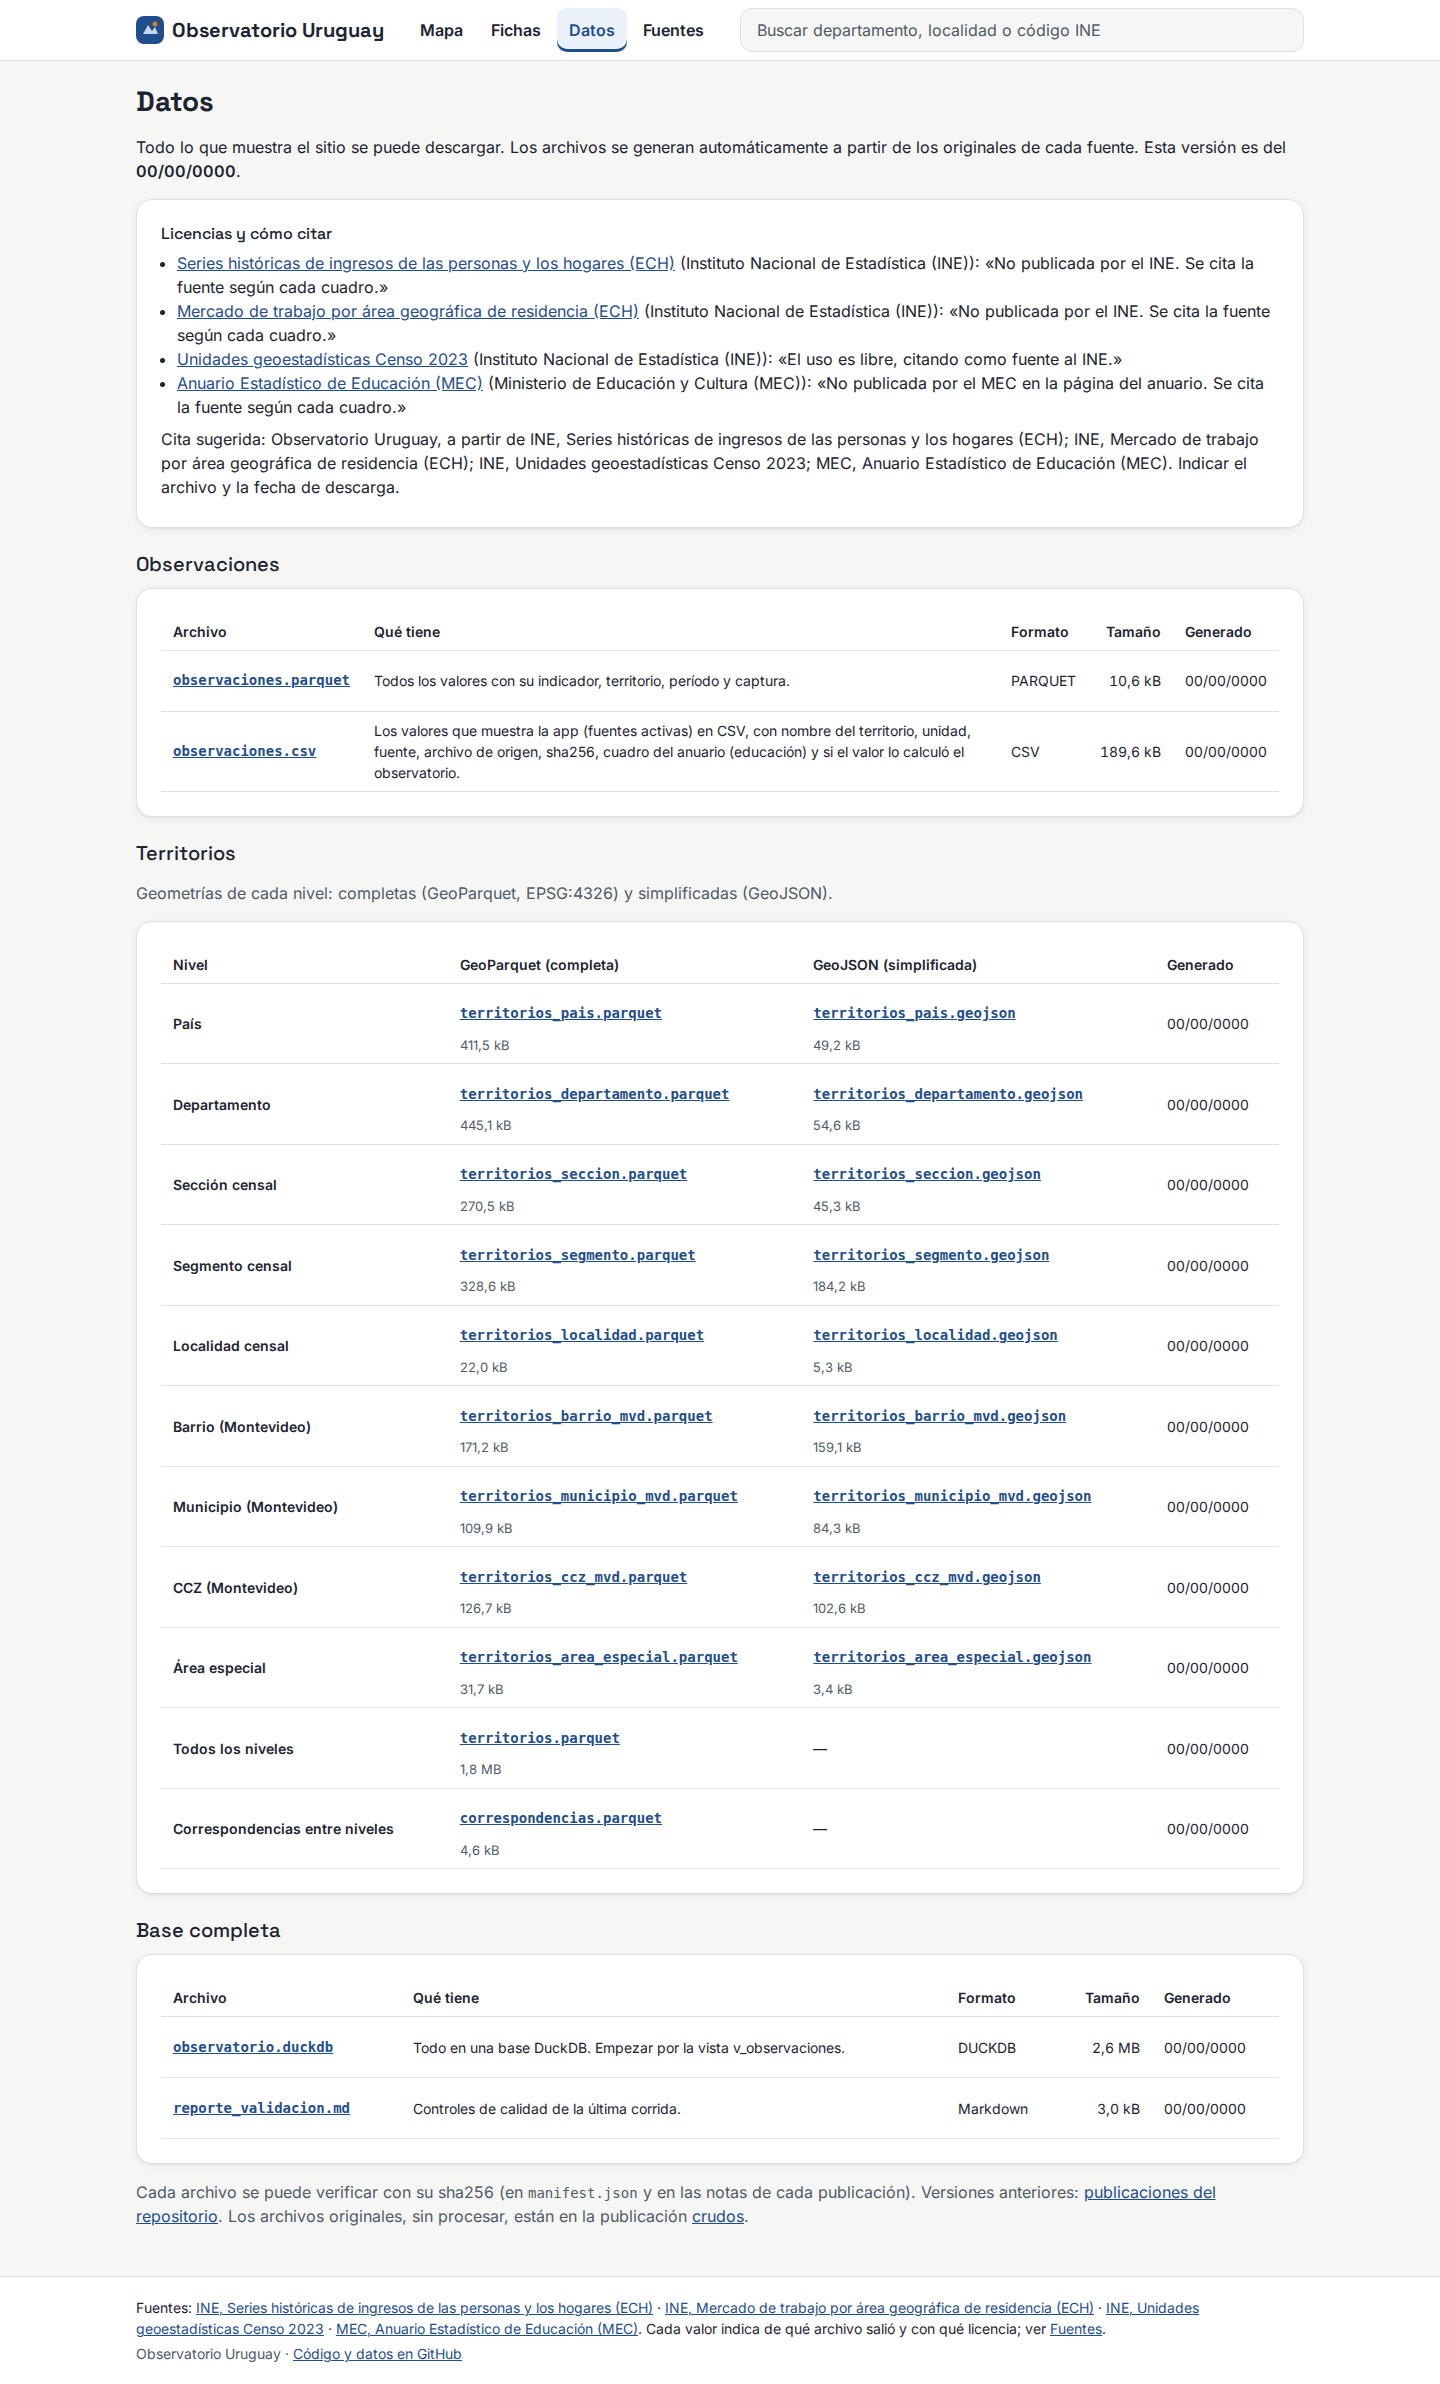 Observatorio Uruguay
Mapa
Fichas
Datos
Fuentes
Buscar departamento, localidad o código INE
Datos
Todo lo que muestra el sitio se puede descargar. Los archivos se generan automáticamente a partir de los originales de cada fuente. Esta versión es del
00/00/0000.
Licencias y cómo citar
• Series históricas de ingresos de las personas y los hogares (ECH) (Instituto Nacional de Estadística (INE)): «No publicada por el INE. Se cita la
fuente según cada cuadro.»
• Mercado de trabajo por área geográfica de residencia (ECH) (Instituto Nacional de Estadística (INE)): «No publicada por el INE. Se cita la fuente
según cada cuadro.»
• Unidades geoestadísticas Censo 2023 (Instituto Nacional de Estadística (INE)): «El uso es libre, citando como fuente al INE.»
• Anuario Estadístico de Educación (MEC) (Ministerio de Educación y Cultura (MEC)): «No publicada por el MEC en la página del anuario. Se cita
la fuente según cada cuadro.»
Cita sugerida: Observatorio Uruguay, a partir de INE, Series históricas de ingresos de las personas y los hogares (ECH); INE, Mercado de trabajo
por área geográfica de residencia (ECH); INE, Unidades geoestadísticas Censo 2023; MEC, Anuario Estadístico de Educación (MEC). Indicar el
archivo y la fecha de descarga.
Observaciones
Archivo Qué tiene Formato Tamaño Generado
observaciones.parquet Todos los valores con su indicador, territorio, período y captura. PARQUET 10,6 kB 00/00/0000
Los valores que muestra la app (fuentes activas) en CSV, con nombre del territorio, unidad,
observaciones.csv fuente, archivo de origen, sha256, cuadro del anuario (educación) y si el valor lo calculó el CSV 189,6 kB 00/00/0000
observatorio.
Territorios
Geometrías de cada nivel: completas (GeoParquet, EPSG:4326) y simplificadas (GeoJSON).
Nivel GeoParquet (completa) GeoJSON (simplificada) Generado
territorios_pais.parquet territorios_pais.geojson
País 00/00/0000
411,5 kB 49,2 kB
territorios_departamento.parquet territorios_departamento.geojson
Departamento 00/00/0000
445,1 kB 54,6 kB
territorios_seccion.parquet territorios_seccion.geojson
Sección censal 00/00/0000
270,5 kB 45,3 kB
territorios_segmento.parquet territorios_segmento.geojson
Segmento censal 00/00/0000
328,6 kB 184,2 kB
territorios_localidad.parquet territorios_localidad.geojson
Localidad censal 00/00/0000
22,0 kB 5,3 kB
territorios_barrio_mvd.parquet territorios_barrio_mvd.geojson
Barrio (Montevideo) 00/00/0000
171,2 kB 159,1 kB
territorios_municipio_mvd.parquet territorios_municipio_mvd.geojson
Municipio (Montevideo) 00/00/0000
109,9 kB 84,3 kB
territorios_ccz_mvd.parquet territorios_ccz_mvd.geojson
CCZ (Montevideo) 00/00/0000
126,7 kB 102,6 kB
territorios_area_especial.parquet territorios_area_especial.geojson
Área especial 00/00/0000
31,7 kB 3,4 kB
territorios.parquet
Todos los niveles — 00/00/0000
1,8 MB
correspondencias.parquet
Correspondencias entre niveles — 00/00/0000
4,6 kB
Base completa
Archivo Qué tiene Formato Tamaño Generado
observatorio.duckdb Todo en una base DuckDB. Empezar por la vista v_observaciones. DUCKDB 2,6 MB 00/00/0000
reporte_validacion.md Controles de calidad de la última corrida. Markdown 3,0 kB 00/00/0000
Cada archivo se puede verificar con su sha256 (en manifest.json y en las notas de cada publicación). Versiones anteriores: publicaciones del
repositorio. Los archivos originales, sin procesar, están en la publicación crudos.
Fuentes: INE, Series históricas de ingresos de las personas y los hogares (ECH) · INE, Mercado de trabajo por área geográfica de residencia (ECH) · INE, Unidades
geoestadísticas Censo 2023 · MEC, Anuario Estadístico de Educación (MEC). Cada valor indica de qué archivo salió y con qué licencia; ver Fuentes.
Observatorio Uruguay · Código y datos en GitHub